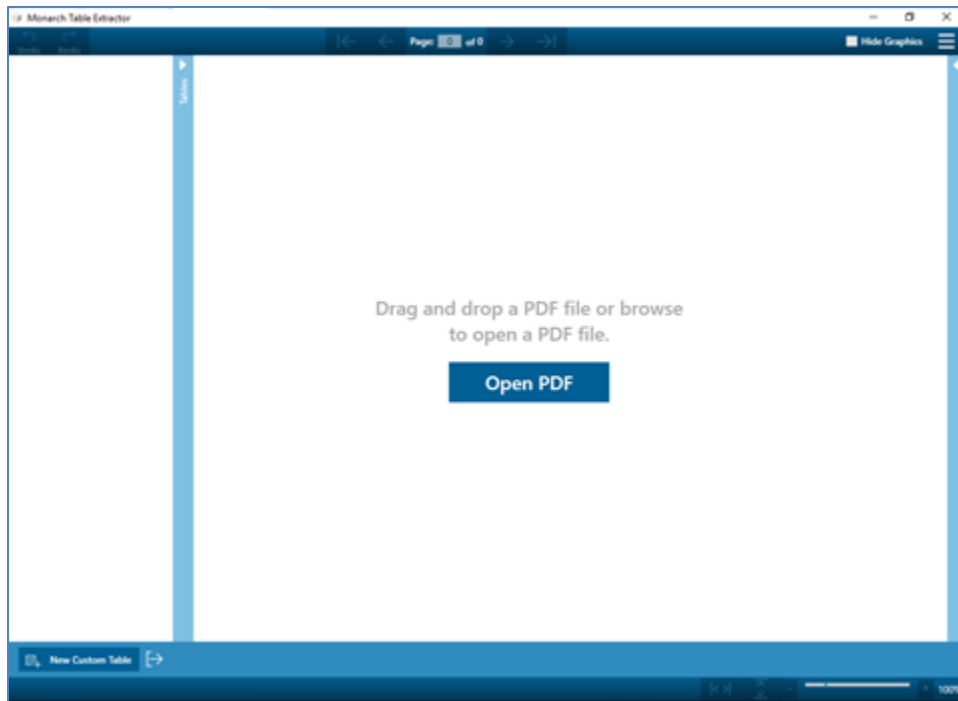 Monarch Table Extractor
Undo Redo
Page: 0 of 0
Hide Graphics
Tables
Drag and drop a PDF file or browse
to open a PDF file.
Open PDF
New Custom Table
100%